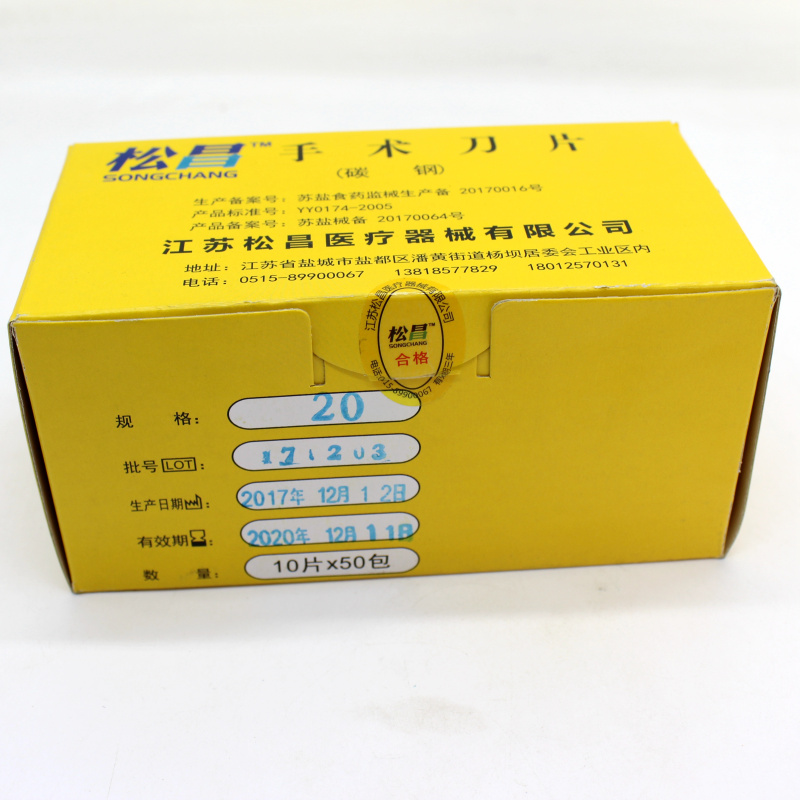 松昌™ 手术刀片
SONGCHANG (碳 钢)
生产备案号：苏盐食药监械生产备 20170016号
产品标准号：YY0174-2005
产品备案号：苏盐械备 20170064号
江苏松昌医疗器械有限公司
地址：江苏省盐城市盐都区潘黄街道杨坝居委会工业区内
电话：0515-89900067 13818577829 18012570131
江苏松昌医疗器械有限公司
松昌™
SONGCHANG
合格
电话:0515-89900067
规 格： 20
批号 LOT： 171203
生产日期： 2017年 12月 12日
有效期： 2020年 12月 11日
数 量： 10片x50包